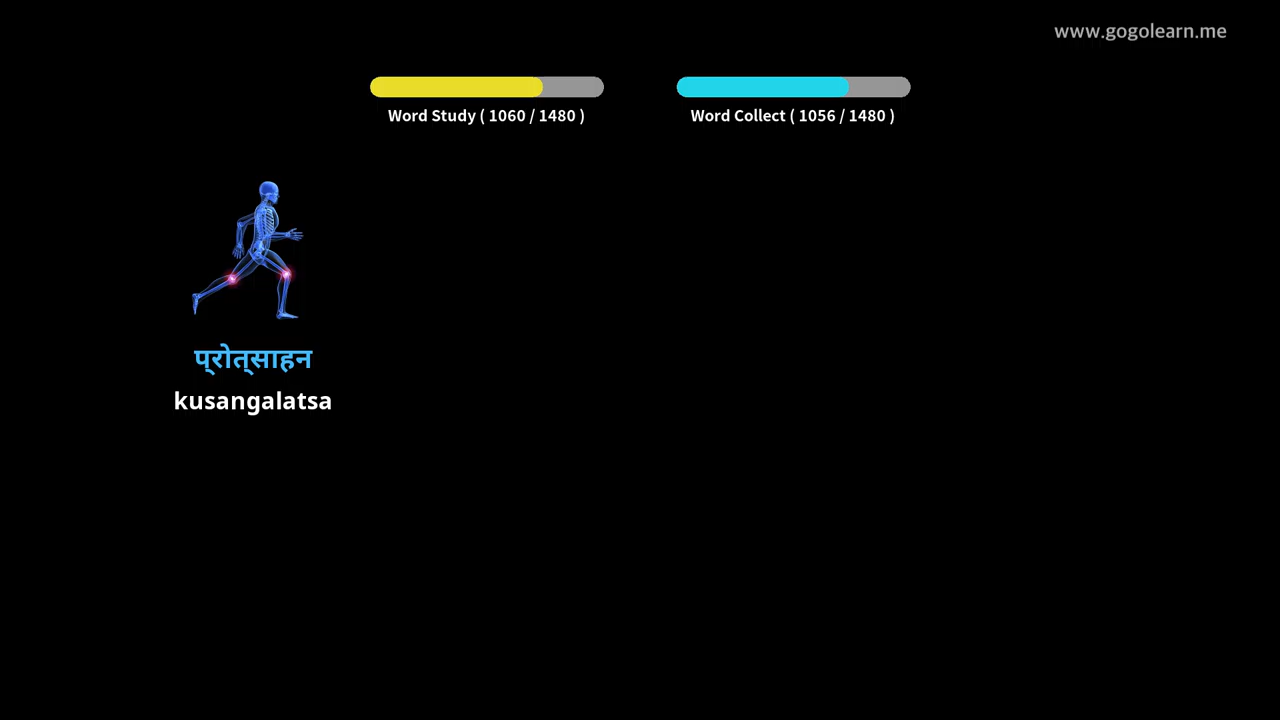 www.gogolearn.me
Word Study ( 1060 / 1480 )
Word Collect ( 1056 / 1480 )
प्रोत्साहन
kusangalatsa